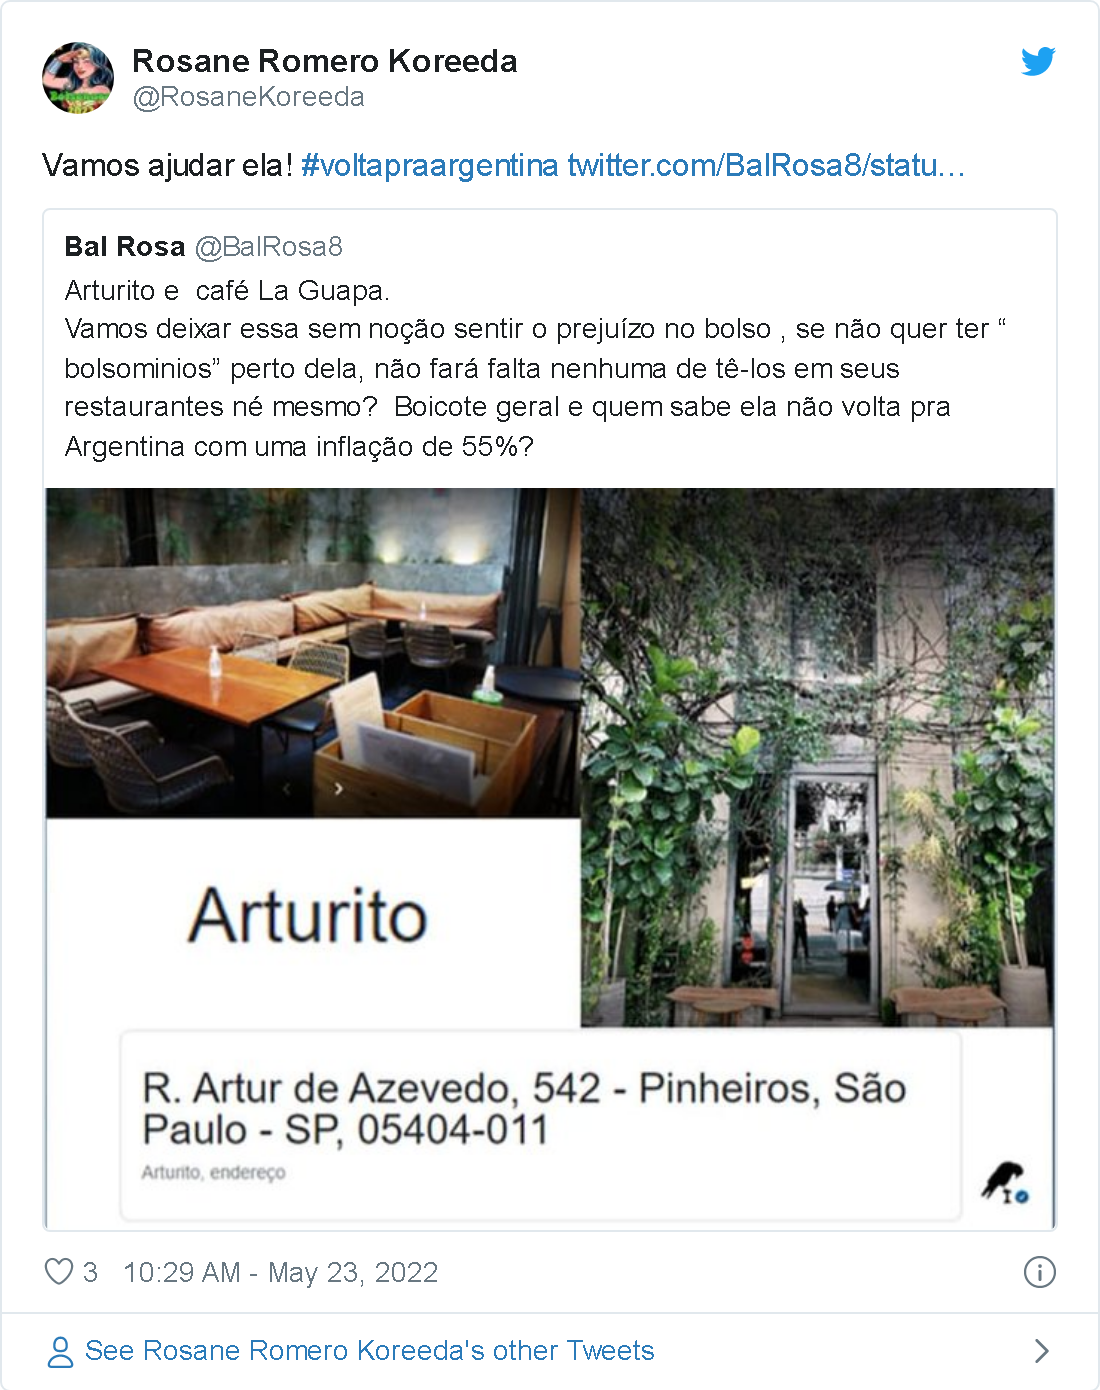 Rosane Romero Koreeda
@RosaneKoreeda
Vamos ajudar ela! #voltapraargentina twitter.com/BalRosa8/statu…
Bal Rosa @BalRosa8
Arturito e  café La Guapa.
Vamos deixar essa sem noção sentir o prejuízo no bolso , se não quer ter “
bolsominios” perto dela, não fará falta nenhuma de tê-los em seus
restaurantes né mesmo?  Boicote geral e quem sabe ela não volta pra
Argentina com uma inflação de 55%?
Arturito
R. Artur de Azevedo, 542 - Pinheiros, São
Paulo - SP, 05404-011
Arturito, endereço
3 10:29 AM - May 23, 2022
See Rosane Romero Koreeda's other Tweets